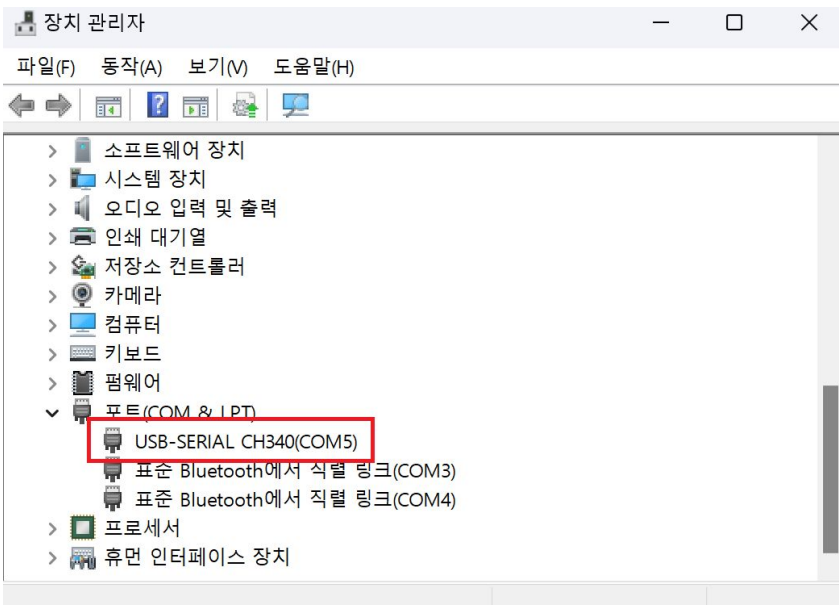 장치 관리자
파일(F) 동작(A) 보기(V) 도움말(H)
소프트웨어 장치
시스템 장치
오디오 입력 및 출력
인쇄 대기열
저장소 컨트롤러
카메라
컴퓨터
키보드
펌웨어
포트(COM & LPT)
USB-SERIAL CH340(COM5)
표준 Bluetooth에서 직렬 링크(COM3)
표준 Bluetooth에서 직렬 링크(COM4)
프로세서
휴먼 인터페이스 장치